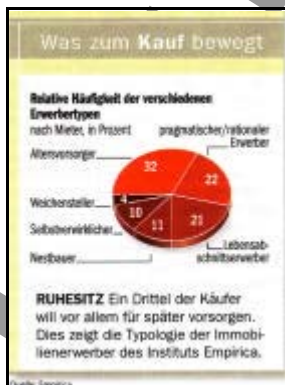 Was zum Kauf bewegt
Relative Häufigkeit der verschiedenen
Erwerbertypen
nach Mieter, in Prozent
pragmatischer/rationaler
Erwerber
Altersvorsorger
32
22
Weichensteller
4
10
11
21
Selbstverwirklicher
Nestbauer
Lebensab-
schnittserwerber
RUHESITZ Ein Drittel der Käufer
will vor allem für später vorsorgen.
Dies zeigt die Typologie der Immobi-
lienerwerber des Instituts Empirica.
Quelle: Empirica